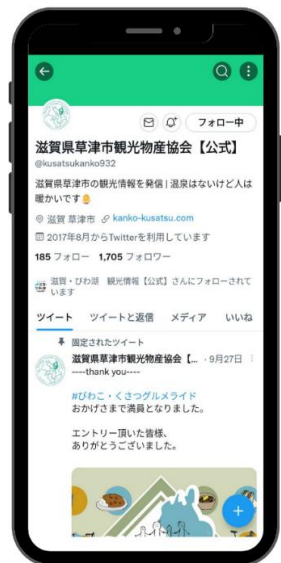 フォロー中
滋賀県草津市観光物産協会【公式】
@kusatsukanko932
滋賀県草津市の観光情報を発信 | 温泉はないけど人は
暖かいです
滋賀 草津市 kanko-kusatsu.com
2017年8月からTwitterを利用しています
185 フォロー 1,705 フォロワー
滋賀・びわ湖 観光情報【公式】さんにフォローされて
います
ツイート ツイートと返信 メディア いいね
固定されたツイート
滋賀県草津市観光物産協会【... ・9月27日
----thank you----
#びわこ・くさつグルメライド
おかげさまで満員となりました。
エントリー頂いた皆様、
ありがとうございました。